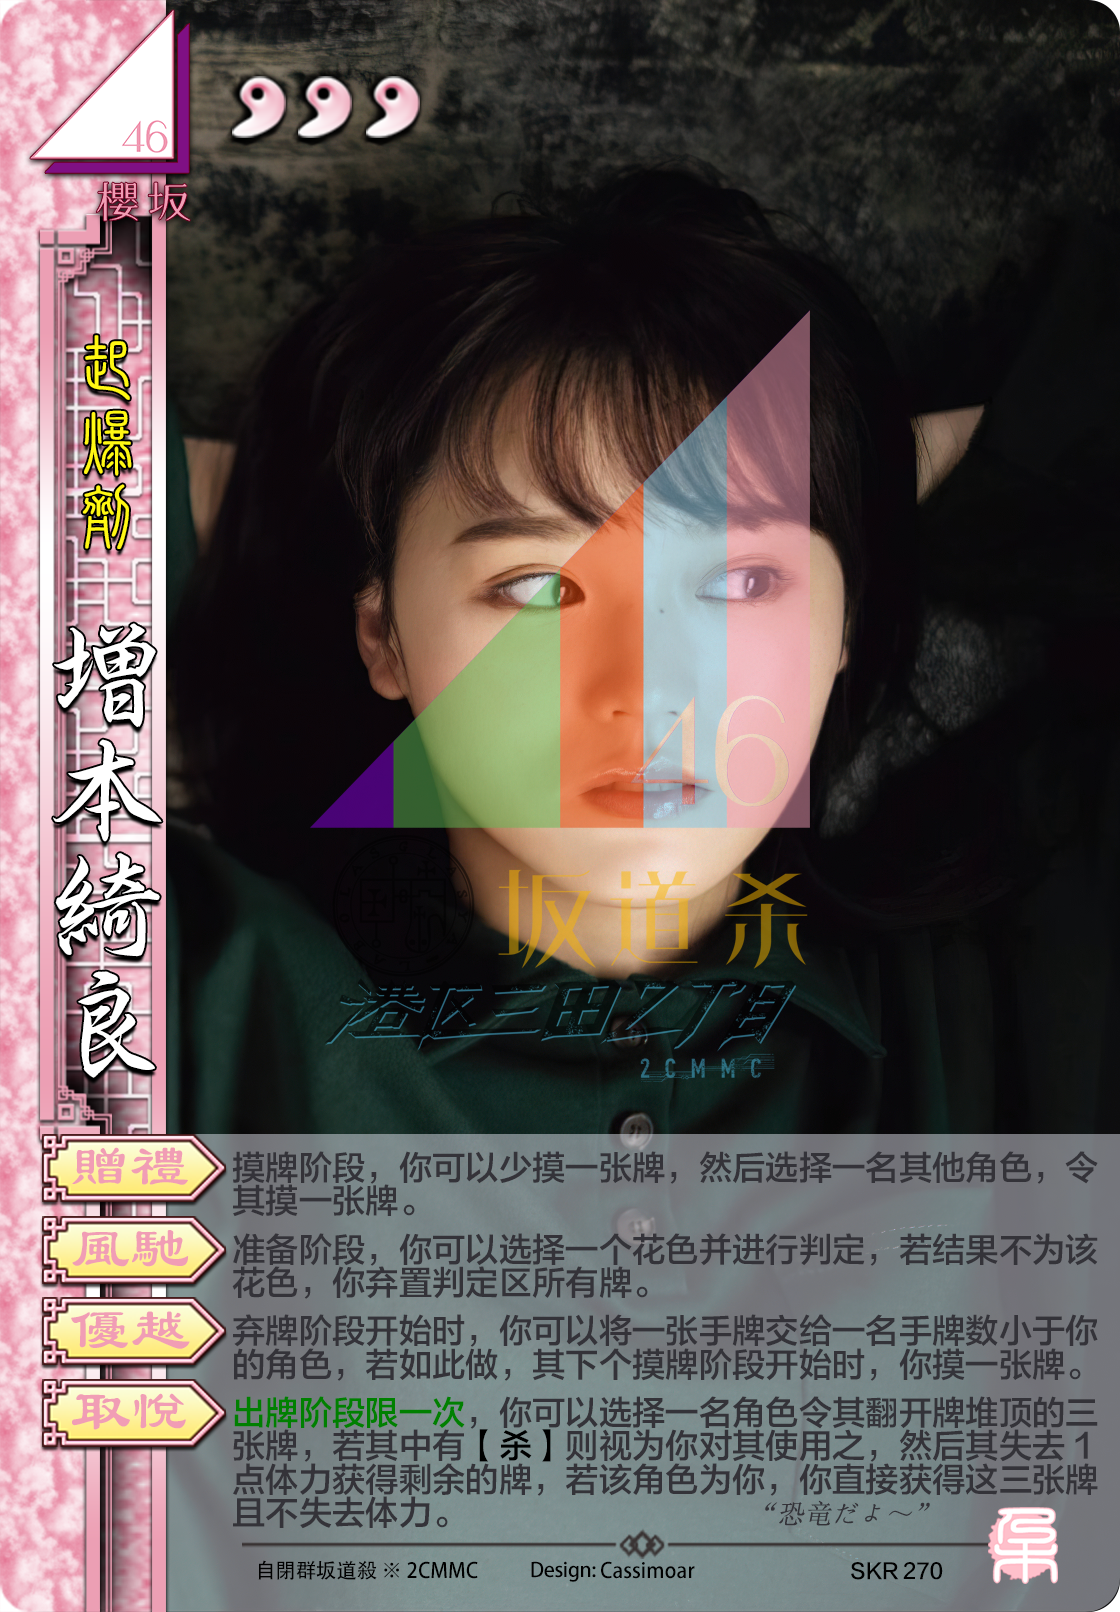 46
櫻坂
起爆劑
増本綺良
46
坂道杀
港区三田2丁目
2CMMC
贈禮
摸牌阶段，你可以少摸一张牌，然后选择一名其他角色，令
其摸一张牌。
風馳
准备阶段，你可以选择一个花色并进行判定，若结果不为该
花色，你弃置判定区所有牌。
優越
弃牌阶段开始时，你可以将一张手牌交给一名手牌数小于你
的角色，若如此做，其下个摸牌阶段开始时，你摸一张牌。
取悅
出牌阶段限一次，你可以选择一名角色令其翻开牌堆顶的三
张牌，若其中有【杀】则视为你对其使用之，然后其失去1
点体力获得剩余的牌，若该角色为你，你直接获得这三张牌
且不失去体力。
“恐竜だょ～”
自閉群坂道殺 ※ 2CMMC
Design: Cassimoar
SKR 270